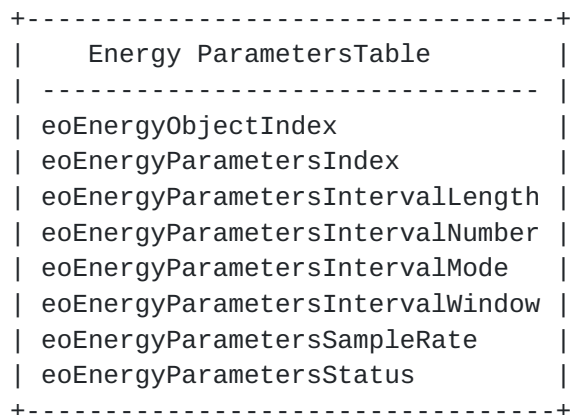 +----------------------------------+
|    Energy ParametersTable        |
| -------------------------------- |
| eoEnergyObjectIndex              |
| eoEnergyParametersIndex          |
| eoEnergyParametersIntervalLength |
| eoEnergyParametersIntervalNumber |
| eoEnergyParametersIntervalMode   |
| eoEnergyParametersIntervalWindow |
| eoEnergyParametersSampleRate     |
| eoEnergyParametersStatus         |
+----------------------------------+